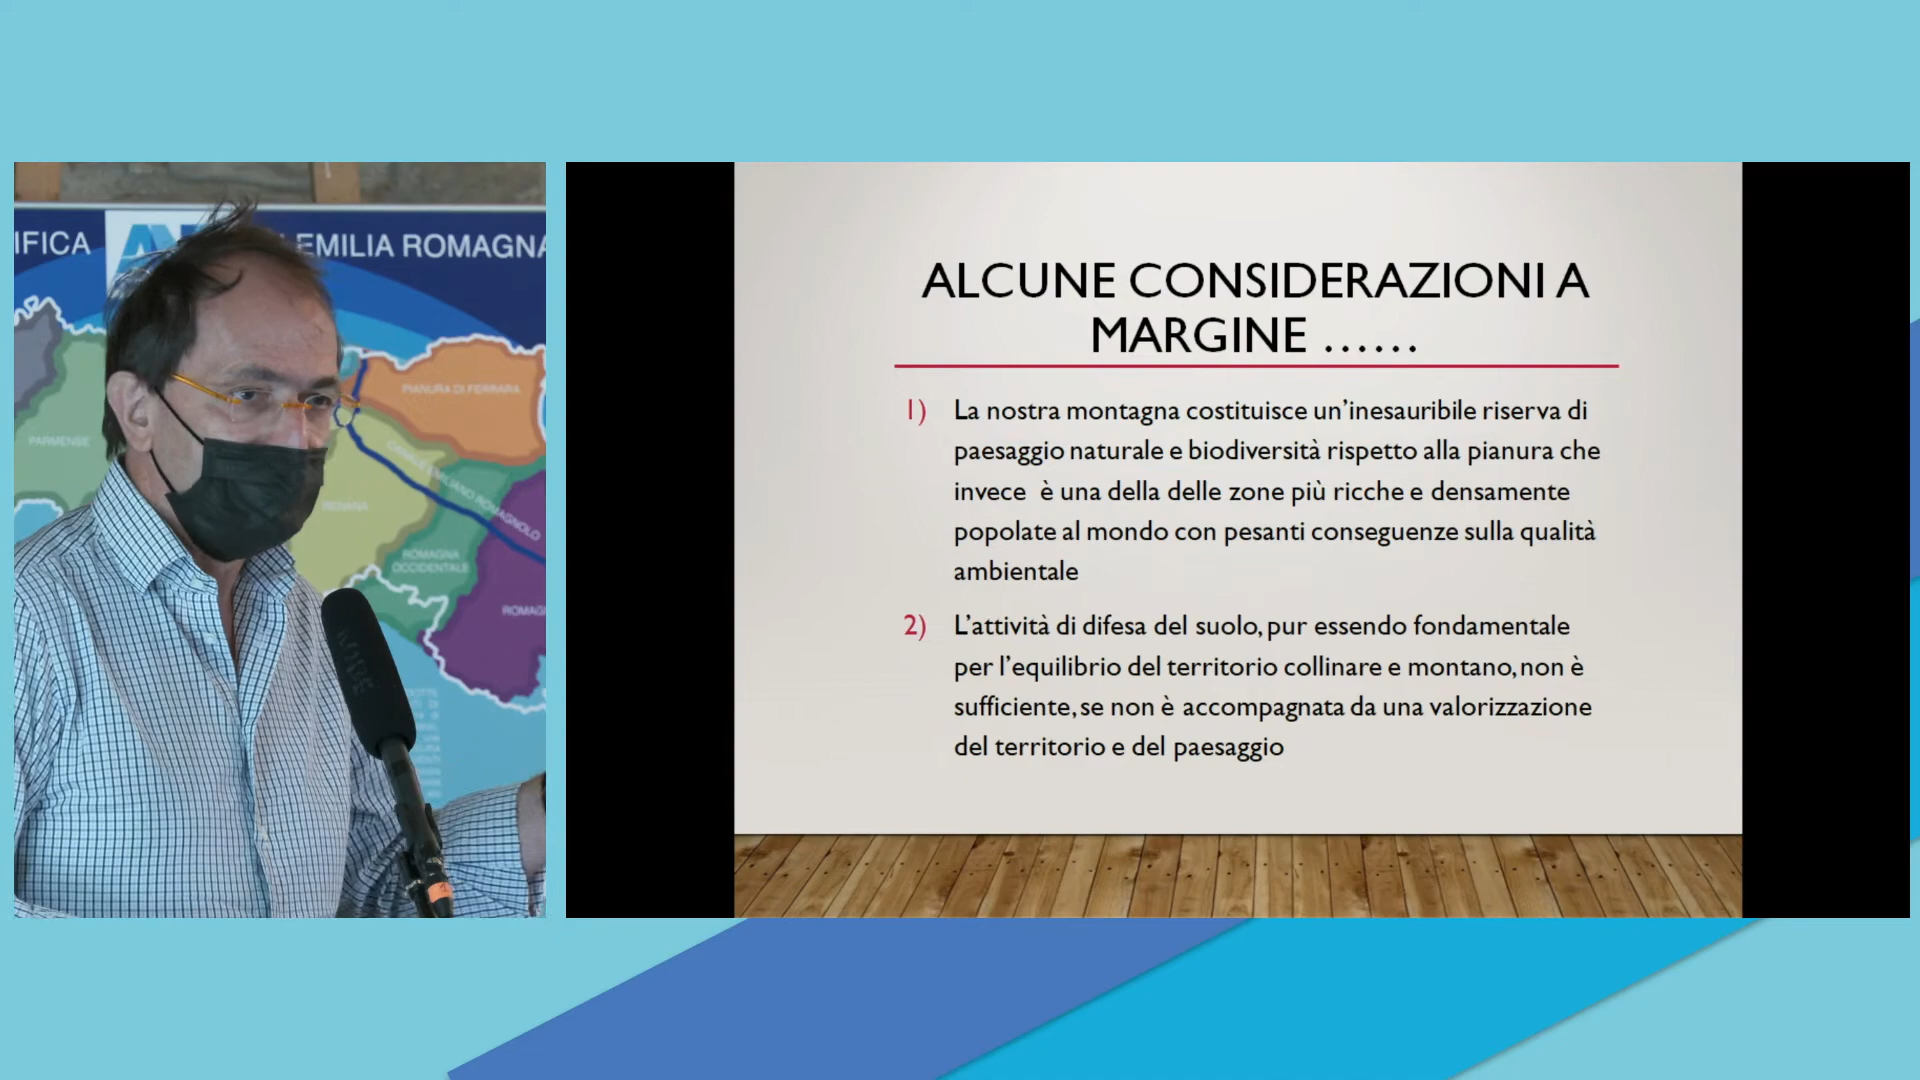 IFICA
EMILIA ROMAGNA
PIANURA DI FERRARA
PARMENSE
CANALE EMILIANO ROMAGNOLO
RENANA
ROMAGNA
OCCIDENTALE
ALCUNE CONSIDERAZIONI A
MARGINE ……
1) La nostra montagna costituisce un’inesauribile riserva di
paesaggio naturale e biodiversità rispetto alla pianura che
invece è una della delle zone più ricche e densamente
popolate al mondo con pesanti conseguenze sulla qualità
ambientale
2) L’attività di difesa del suolo, pur essendo fondamentale
per l’equilibrio del territorio collinare e montano, non è
sufficiente, se non è accompagnata da una valorizzazione
del territorio e del paesaggio